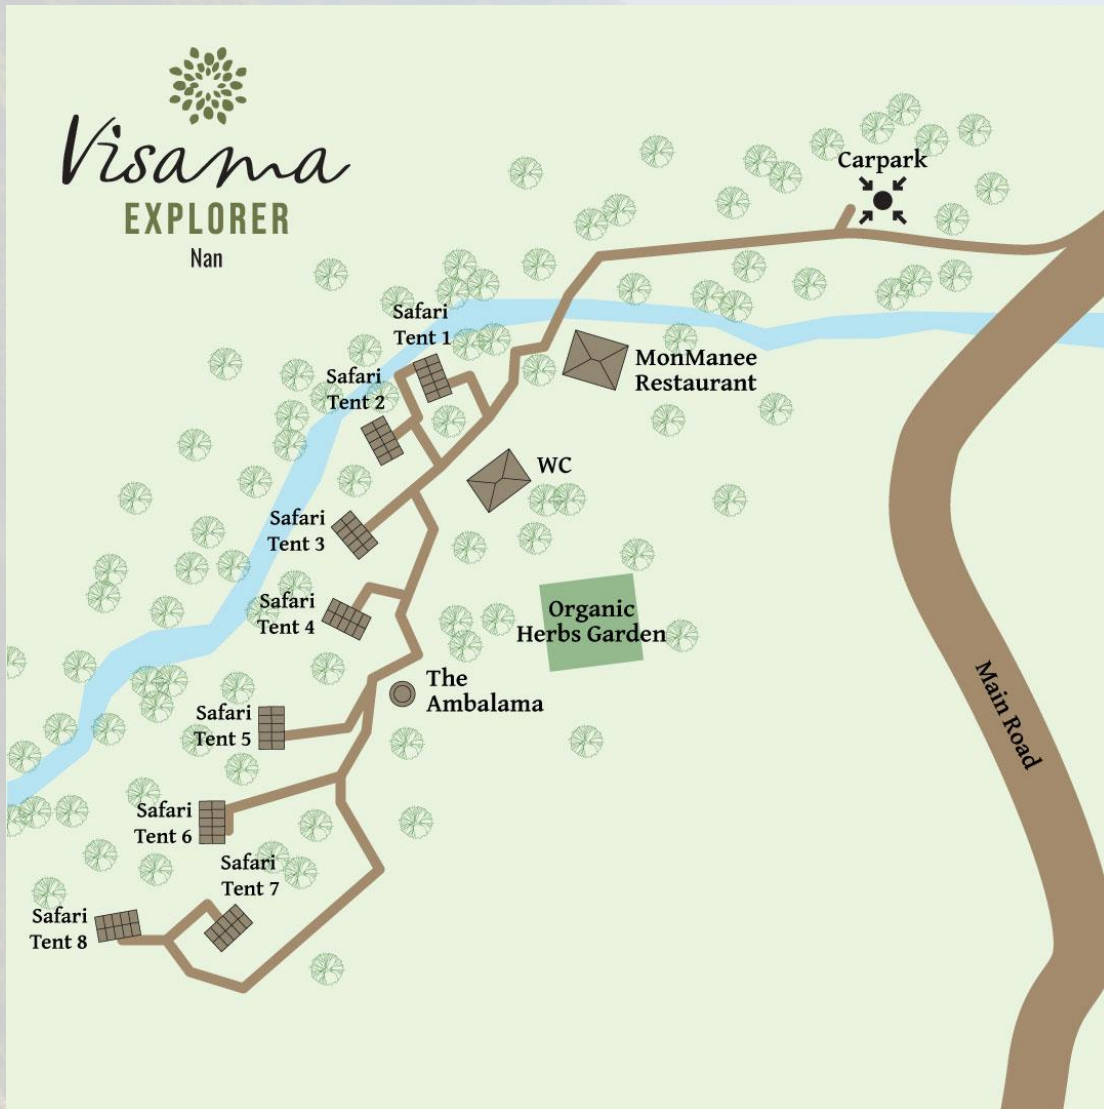 Visama
EXPLORER
Nan
Carpark
Safari
Tent 1
MonManee
Restaurant
Safari
Tent 2
WC
Safari
Tent 3
Safari
Tent 4
Organic
Herbs Garden
The
Ambalama
Main Road
Safari
Tent 5
Safari
Tent 6
Safari
Tent 7
Safari
Tent 8